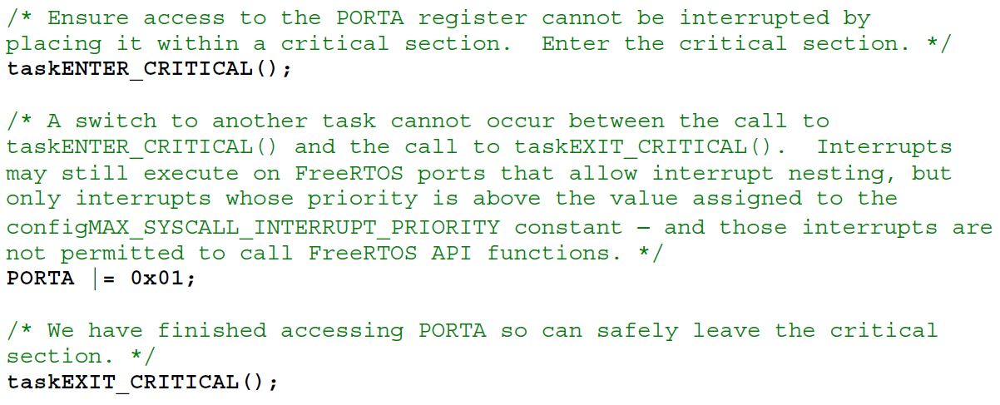 /* Ensure access to the PORTA register cannot be interrupted by
placing it within a critical section.  Enter the critical section. */
taskENTER_CRITICAL();
/* A switch to another task cannot occur between the call to
taskENTER_CRITICAL() and the call to taskEXIT_CRITICAL().  Interrupts
may still execute on FreeRTOS ports that allow interrupt nesting, but
only interrupts whose priority is above the value assigned to the
configMAX_SYSCALL_INTERRUPT_PRIORITY constant – and those interrupts are
not permitted to call FreeRTOS API functions. */
PORTA |= 0x01;
/* We have finished accessing PORTA so can safely leave the critical
section. */
taskEXIT_CRITICAL();